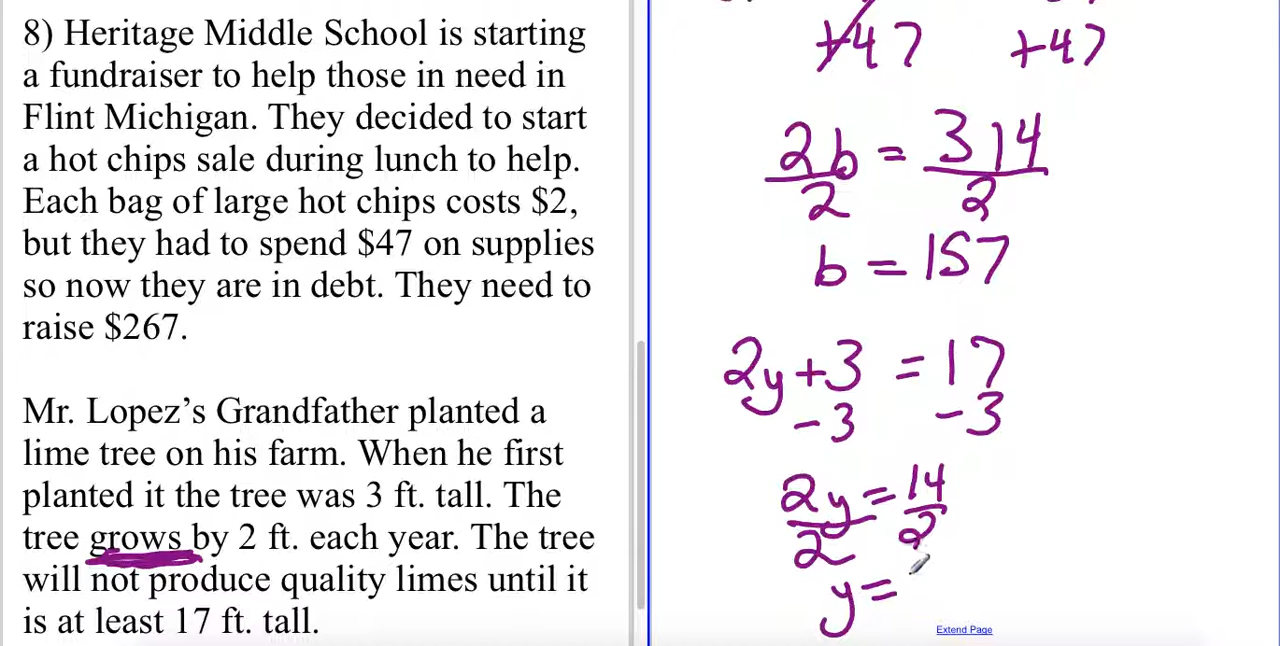 8) Heritage Middle School is starting
a fundraiser to help those in need in
Flint Michigan. They decided to start
a hot chips sale during lunch to help.
Each bag of large hot chips costs $2,
but they had to spend $47 on supplies
so now they are in debt. They need to
raise $267.
Mr. Lopez's Grandfather planted a
lime tree on his farm. When he first
planted it the tree was 3 ft. tall. The
tree grows by 2 ft. each year. The tree
will not produce quality limes until it
is at least 17 ft. tall.
+47 +47
2b = 314
2 2
b = 157
2y+3 = 17
-3 -3
2y = 14
2 2
y =
Extend Page